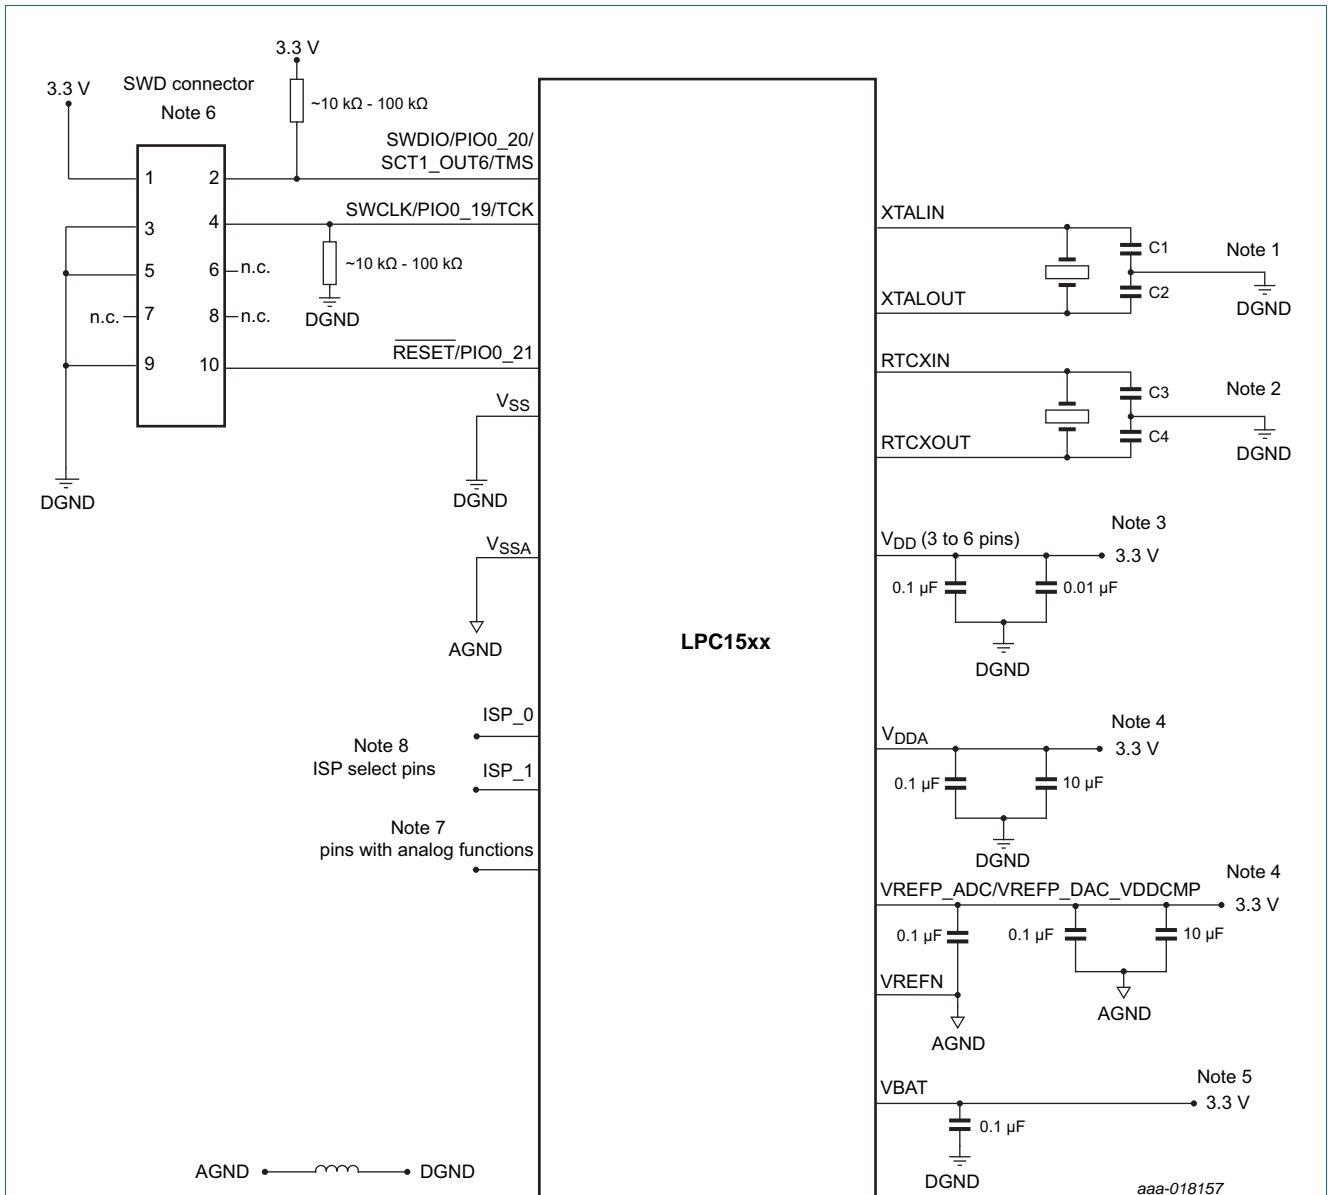 3.3 V
3.3 V
SWD connector
Note 6
~10 kΩ - 100 kΩ
SWDIO/PIO0_20/
SCT1_OUT6/TMS
1
2
SWCLK/PIO0_19/TCK
3
4
~10 kΩ - 100 kΩ
5
6
n.c.
n.c.
7
8
n.c.
DGND
RESET/PIO0_21
9
10
VSS
DGND
DGND
VSSA
AGND
ISP_0
Note 8
ISP select pins
ISP_1
Note 7
pins with analog functions
AGND
DGND
LPC15xx
XTALIN
C1
Note 1
C2
XTALOUT
DGND
RTCXIN
C3
Note 2
C4
RTCXOUT
DGND
Note 3
VDD (3 to 6 pins)
3.3 V
0.1 µF
0.01 µF
DGND
Note 4
VDDA
3.3 V
0.1 µF
10 µF
DGND
Note 4
VREFP_ADC/VREFP_DAC_VDDCMP
3.3 V
0.1 µF
0.1 µF
10 µF
VREFN
AGND
AGND
Note 5
VBAT
3.3 V
0.1 µF
DGND
aaa-018157